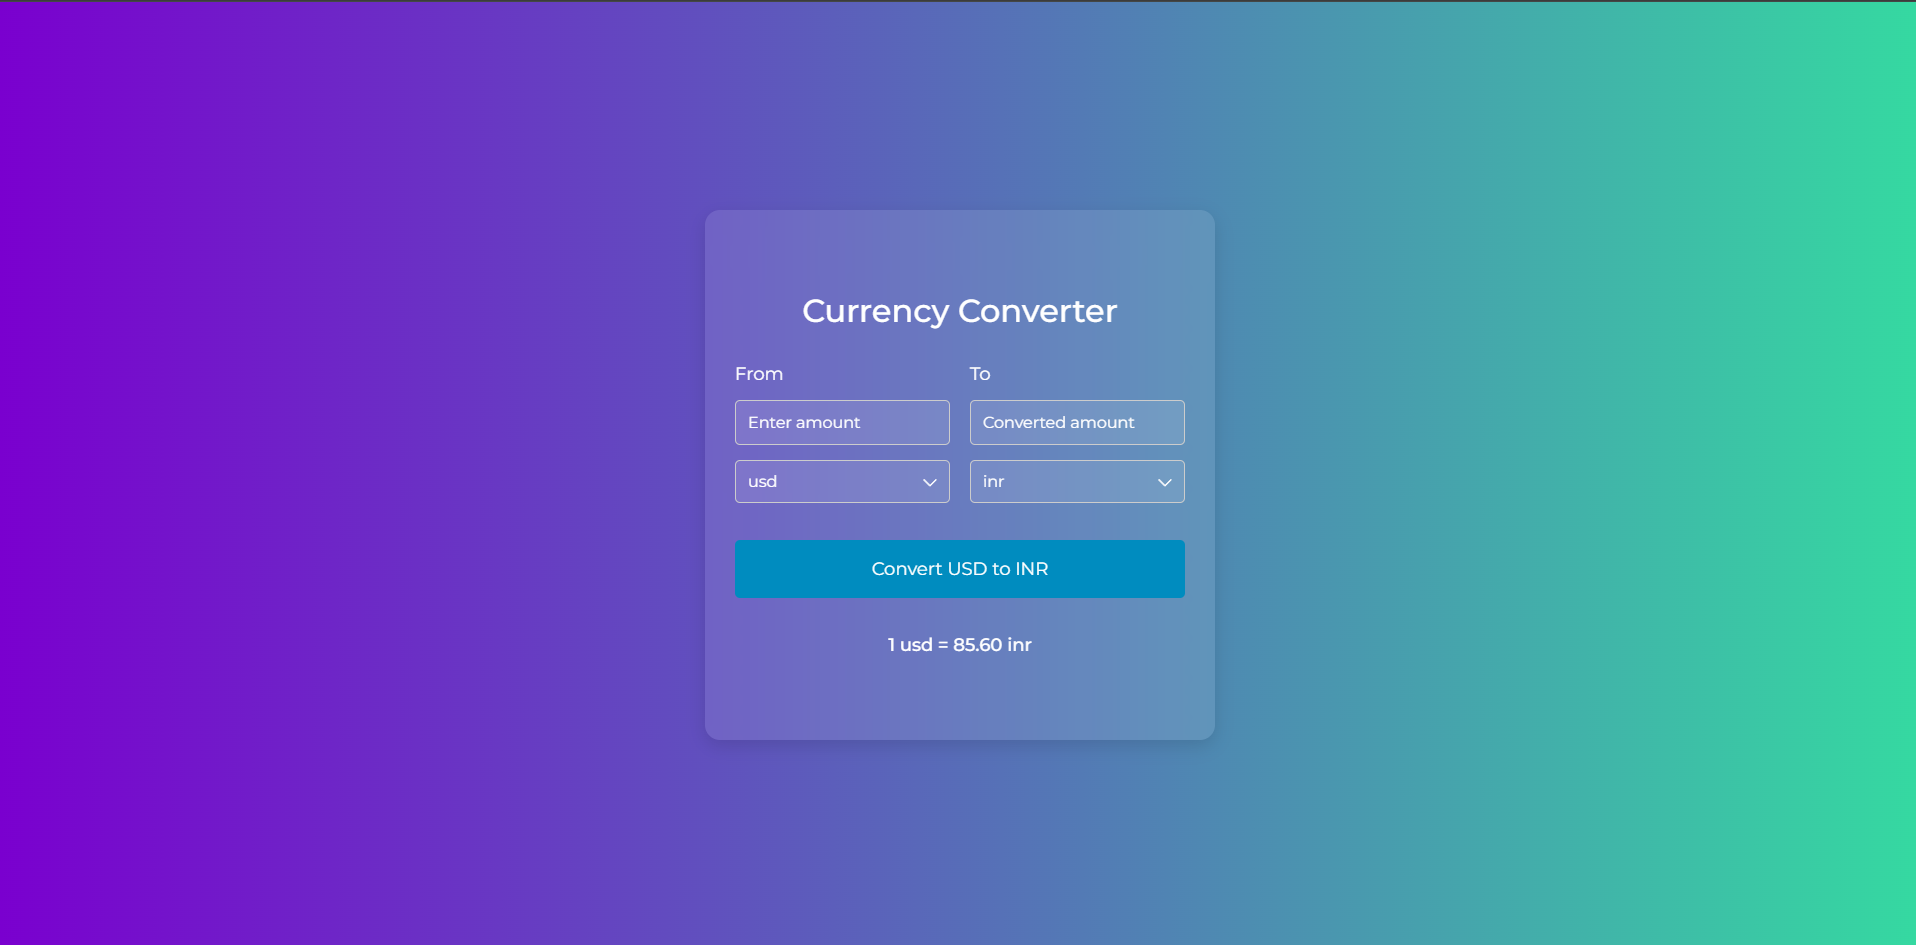 Currency Converter
From
To
Enter amount
Converted amount
usd
inr
Convert USD to INR
1 usd = 85.60 inr